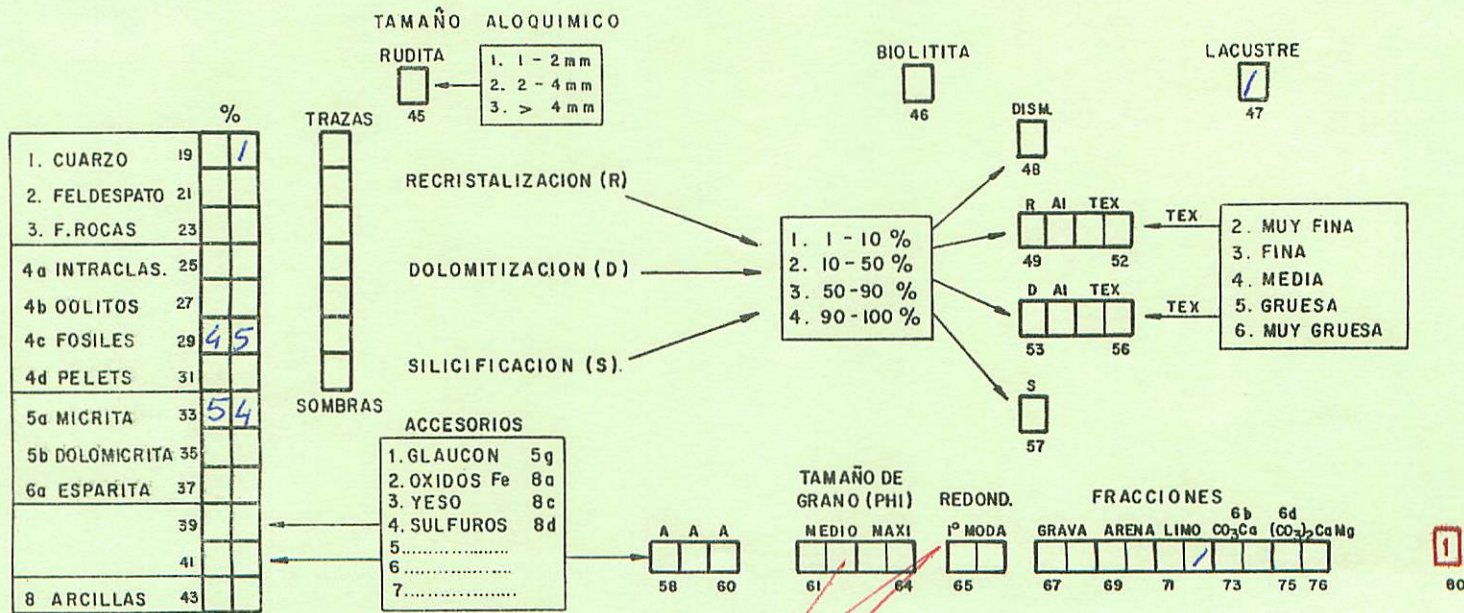 TAMAÑO ALOQUIMICO
RUDITA
45
1. 1 - 2 mm
2. 2 - 4 mm
3. > 4 mm
BIOLITITA
46
LACUSTRE
1
47
%
1. CUARZO 19 1
2. FELDESPATO 21
3. F. ROCAS 23
4a INTRACLAS. 25
4b OOLITOS 27
4c FOSILES 29 4 5
4d PELETS 31
5a MICRITA 33 5 4
5b DOLOMICRITA 35
6a ESPARITA 37
39
41
8 ARCILLAS 43
TRAZAS
SOMBRAS
RECRISTALIZACION (R)
DOLOMITIZACION (D)
SILICIFICACION (S).
1. 1 - 10 %
2. 10 - 50 %
3. 50 - 90 %
4. 90 - 100 %
DISM.
48
R AI TEX
49 52
TEX
D AI TEX
53 56
TEX
S
57
2. MUY FINA
3. FINA
4. MEDIA
5. GRUESA
6. MUY GRUESA
ACCESORIOS
1. GLAUCON 5g
2. OXIDOS Fe 8a
3. YESO 8c
4. SULFUROS 8d
5..................
6..................
7..................
A A A
58 60
TAMAÑO DE
GRANO (PHI)
MEDIO MAXI
61 64
REDOND.
1º MODA
65
FRACCIONES
6b 6d
GRAVA ARENA LIMO CO3Ca (CO3)2CaMg
1
67 69 71 73 75 76
1
80